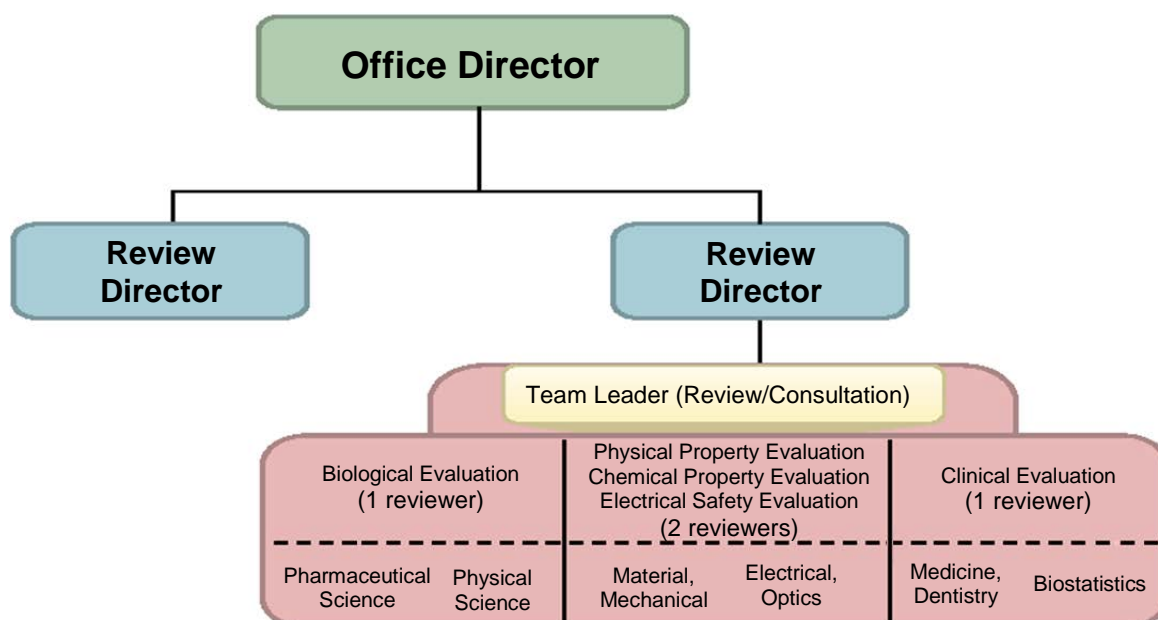 Office Director
Review
Director
Review
Director
Team Leader (Review/Consultation)
Biological Evaluation
(1 reviewer)
Physical Property Evaluation
Chemical Property Evaluation
Electrical Safety Evaluation
(2 reviewers)
Clinical Evaluation
(1 reviewer)
Pharmaceutical
Science
Physical
Science
Material,
Mechanical
Electrical,
Optics
Medicine,
Dentistry
Biostatistics